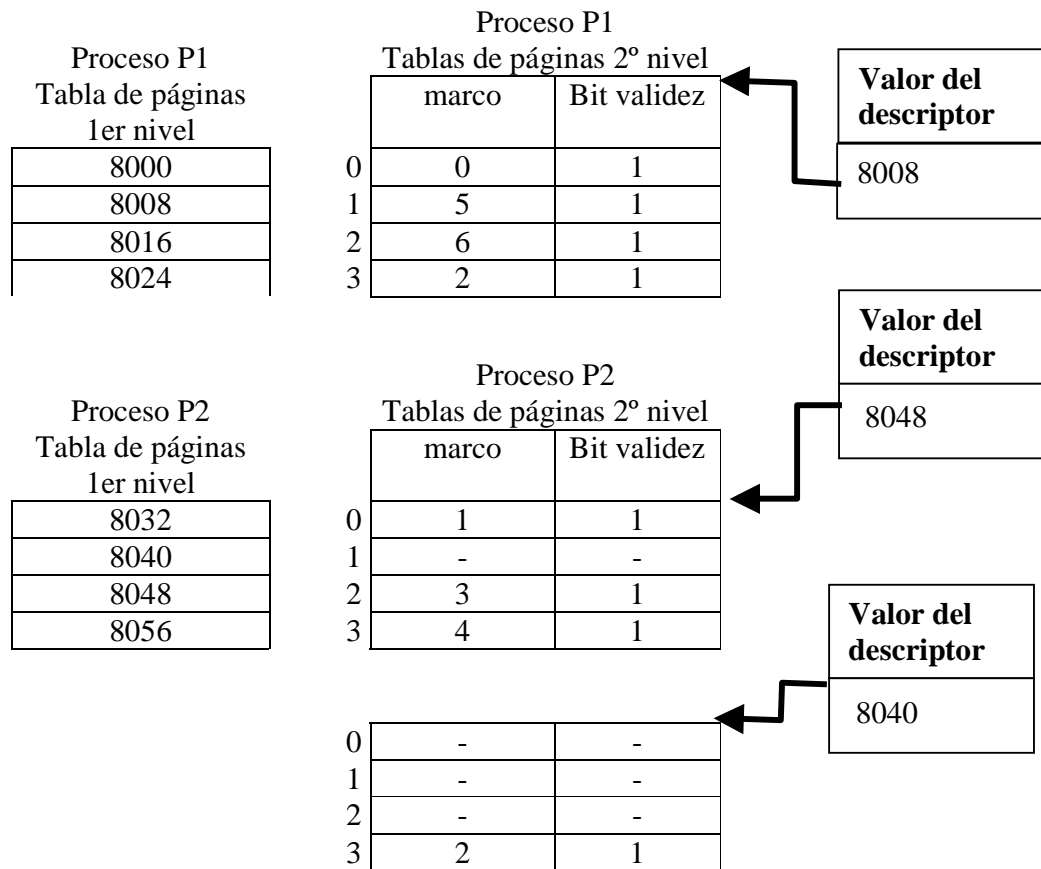 Proceso P1
Tabla de páginas
1er nivel
8000
8008
8016
8024
Proceso P1
Tablas de páginas 2º nivel
marco Bit validez
0 0 1
1 5 1
2 6 1
3 2 1
Valor del
descriptor
8008
Proceso P2
Tabla de páginas
1er nivel
8032
8040
8048
8056
Proceso P2
Tablas de páginas 2º nivel
marco Bit validez
0 1 1
1 - -
2 3 1
3 4 1
Valor del
descriptor
8048
0 - -
1 - -
2 - -
3 2 1
Valor del
descriptor
8040